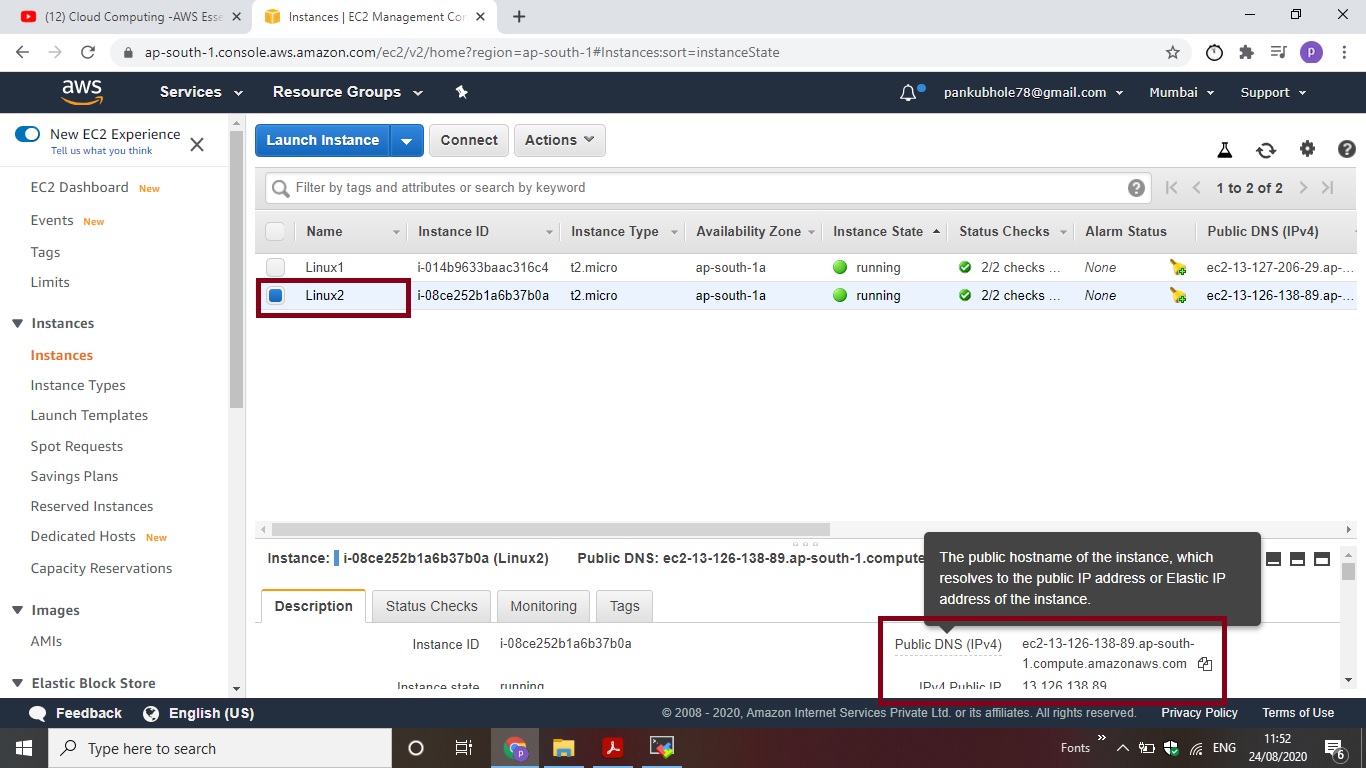 (12) Cloud Computing -AWS Esse
Instances | EC2 Management Con
ap-south-1.console.aws.amazon.com/ec2/v2/home?region=ap-south-1#Instances:sort=instanceState
p
aws
Services
Resource Groups
pankubhole78@gmail.com
Mumbai
Support
New EC2 Experience
Tell us what you think
EC2 Dashboard New
Events New
Tags
Limits
Instances
Instances
Instance Types
Launch Templates
Spot Requests
Savings Plans
Reserved Instances
Dedicated Hosts New
Capacity Reservations
Images
AMIs
Elastic Block Store
Launch Instance
Connect
Actions
Filter by tags and attributes or search by keyword
1 to 2 of 2
Name Instance ID Instance Type Availability Zone Instance State Status Checks Alarm Status Public DNS (IPv4)
Linux1 i-014b9633baac316c4 t2.micro ap-south-1a running 2/2 checks ... None ec2-13-127-206-29.ap-...
Linux2 i-08ce252b1a6b37b0a t2.micro ap-south-1a running 2/2 checks ... None ec2-13-126-138-89.ap-...
Instance: i-08ce252b1a6b37b0a (Linux2) Public DNS: ec2-13-126-138-89.ap-south-1.compute
The public hostname of the instance, which
resolves to the public IP address or Elastic IP
address of the instance.
Description
Status Checks
Monitoring
Tags
Instance ID i-08ce252b1a6b37b0a
Public DNS (IPv4) ec2-13-126-138-89.ap-south-
1.compute.amazonaws.com
Instance state running
IPv4 Public IP 13.126.138.89
Feedback
English (US)
© 2008 - 2020, Amazon Internet Services Private Ltd. or its affiliates. All rights reserved.
Privacy Policy
Terms of Use
Type here to search
p
Fonts
ENG
11:52
24/08/2020
6